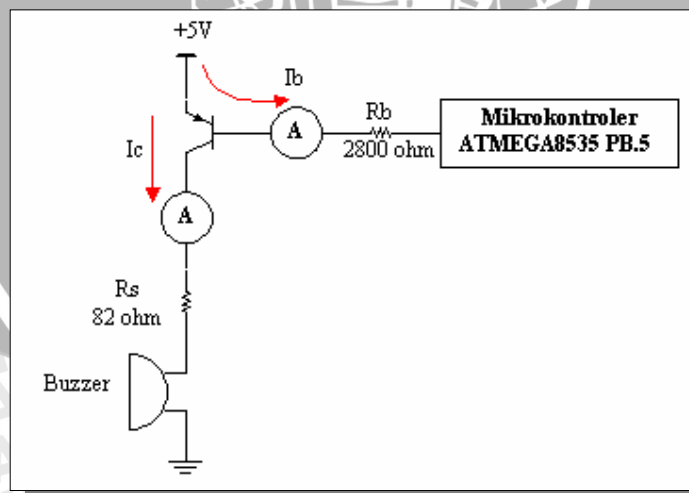 +5V
Ib
Rb
Mikrokontroler
ATMEGA8535 PB.5
A
2800 ohm
Ic
A
Rs
82 ohm
Buzzer